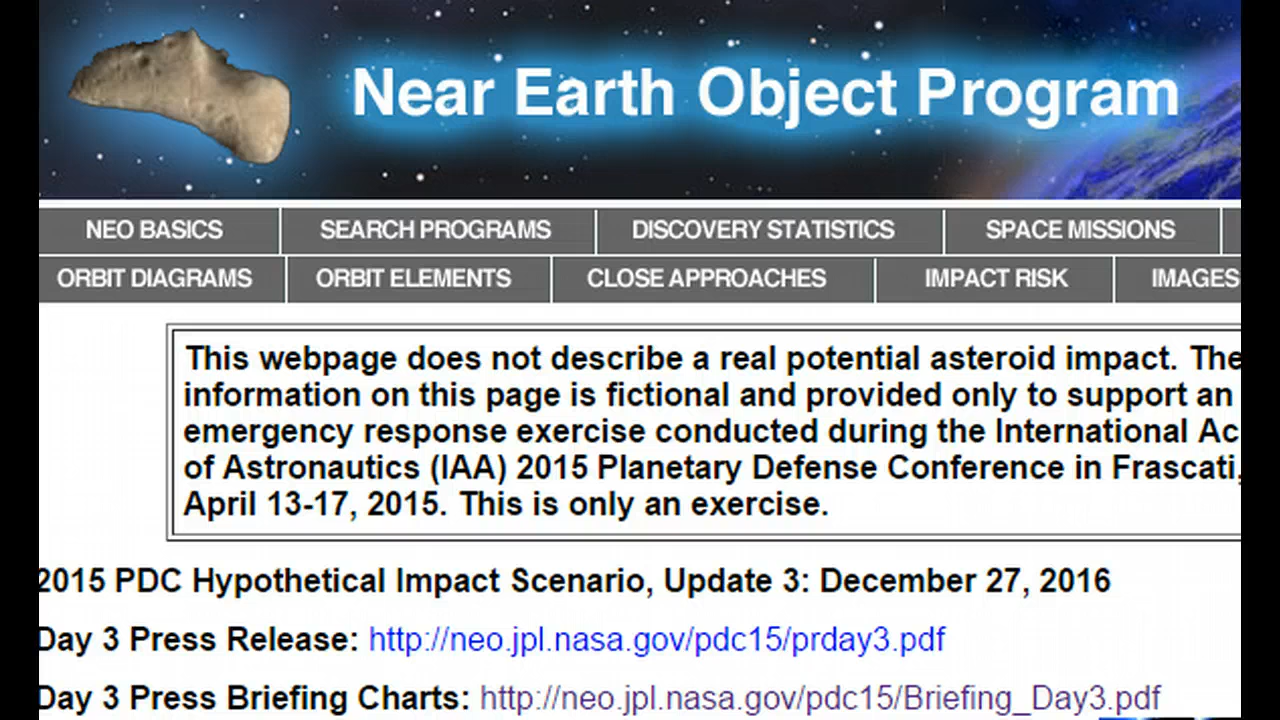 Near Earth Object Program
NEO BASICS SEARCH PROGRAMS DISCOVERY STATISTICS SPACE MISSIONS
ORBIT DIAGRAMS ORBIT ELEMENTS CLOSE APPROACHES IMPACT RISK IMAGES
This webpage does not describe a real potential asteroid impact. The
information on this page is fictional and provided only to support an
emergency response exercise conducted during the International Ac
of Astronautics (IAA) 2015 Planetary Defense Conference in Frascati,
April 13-17, 2015. This is only an exercise.
2015 PDC Hypothetical Impact Scenario, Update 3: December 27, 2016
Day 3 Press Release: http://neo.jpl.nasa.gov/pdc15/prday3.pdf
Day 3 Press Briefing Charts: http://neo.jpl.nasa.gov/pdc15/Briefing_Day3.pdf